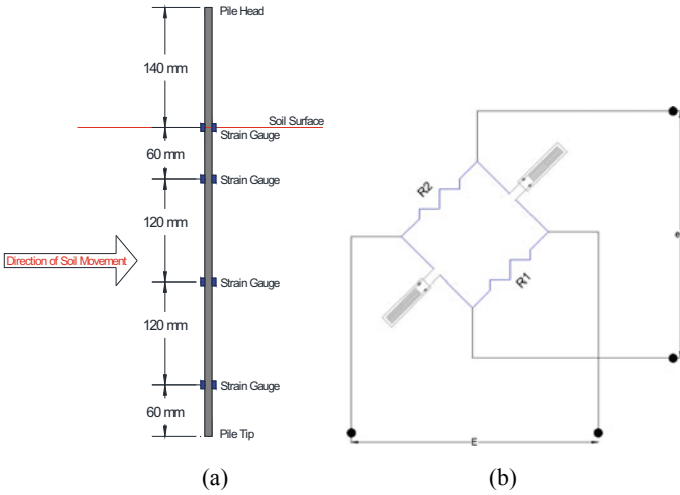 Pile Head
140 mm
Soil Surface
Strain Gauge
60 mm
Strain Gauge
120 mm
Direction of Soil Movement
Strain Gauge
120 mm
Strain Gauge
60 mm
Pile Tip
(a)
R2
e
R1
E
(b)